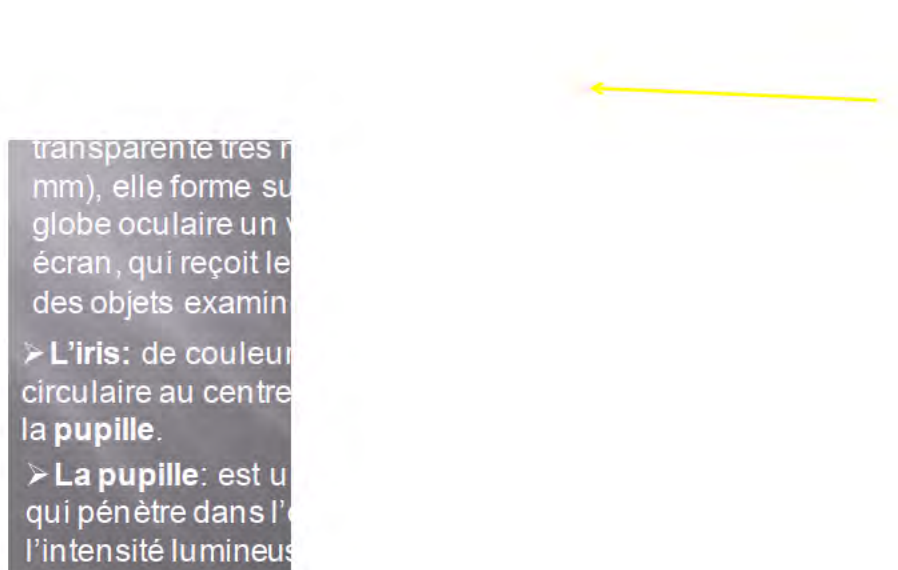 transparente très
mm), elle forme su
globe oculaire un
écran, qui reçoit le
des objets examin
➢ L'iris: de couleur
circulaire au centre
la pupille.
➢ La pupille: est u
qui pénètre dans l'
l'intensité lumineus